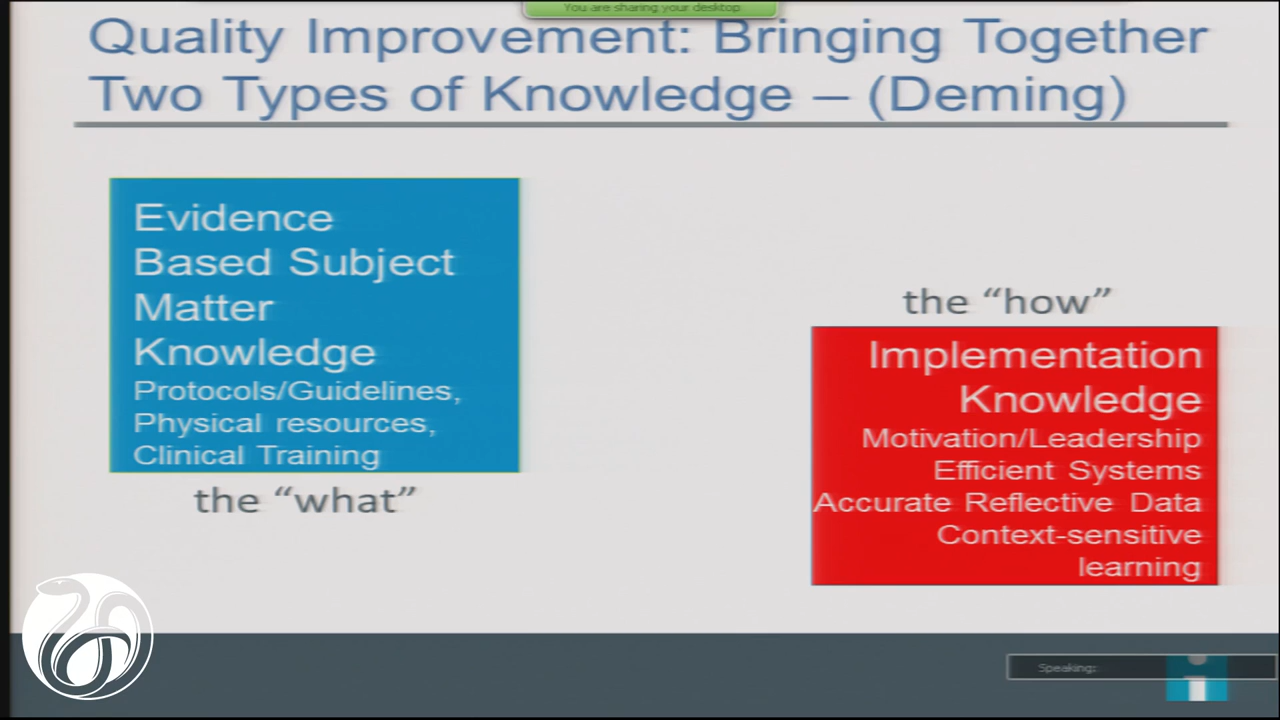 You are sharing your desktop
Quality Improvement: Bringing Together
Two Types of Knowledge – (Deming)
Evidence
Based Subject
Matter
Knowledge
Protocols/Guidelines,
Physical resources,
Clinical Training
the “what”
the “how”
Implementation
Knowledge
Motivation/Leadership
Efficient Systems
Accurate Reflective Data
Context-sensitive
learning
Speaking: